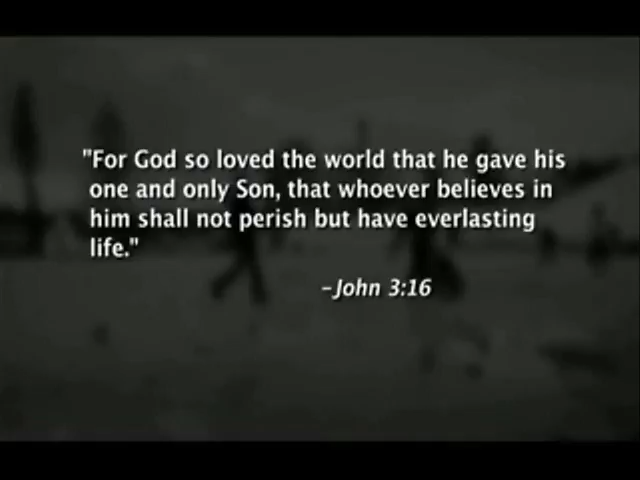 "For God so loved the world that he gave his
one and only Son, that whoever believes in
him shall not perish but have everlasting
life."
–John 3:16